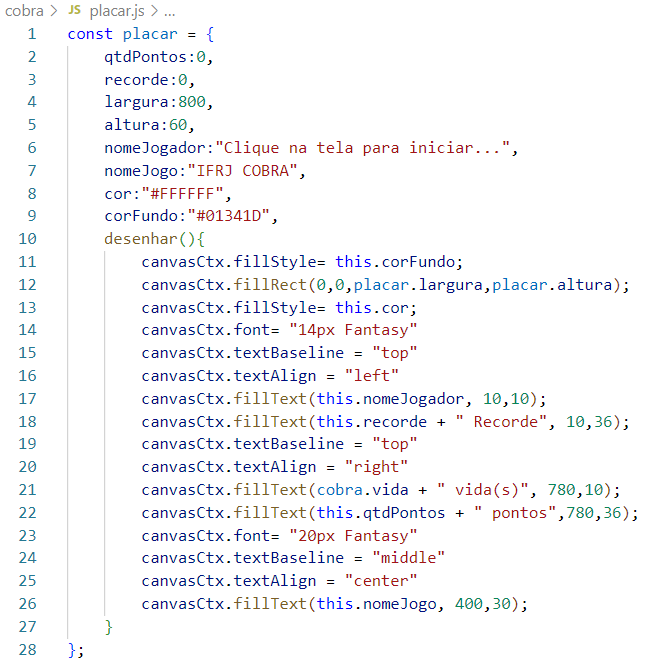 cobra > JS placar.js > ...
1 const placar = {
2 qtdPontos:0,
3 recorde:0,
4 largura:800,
5 altura:60,
6 nomeJogador:"Clique na tela para iniciar...",
7 nomeJogo:"IFRJ COBRA",
8 cor:"#FFFFFF",
9 corFundo:"#01341D",
10 desenhar(){
11 canvasCtx.fillStyle= this.corFundo;
12 canvasCtx.fillRect(0,0,placar.largura,placar.altura);
13 canvasCtx.fillStyle= this.cor;
14 canvasCtx.font= "14px Fantasy"
15 canvasCtx.textBaseline = "top"
16 canvasCtx.textAlign = "left"
17 canvasCtx.fillText(this.nomeJogador, 10,10);
18 canvasCtx.fillText(this.recorde + " Recorde", 10,36);
19 canvasCtx.textBaseline = "top"
20 canvasCtx.textAlign = "right"
21 canvasCtx.fillText(cobra.vida + " vida(s)", 780,10);
22 canvasCtx.fillText(this.qtdPontos + " pontos",780,36);
23 canvasCtx.font= "20px Fantasy"
24 canvasCtx.textBaseline = "middle"
25 canvasCtx.textAlign = "center"
26 canvasCtx.fillText(this.nomeJogo, 400,30);
27 }
28 };